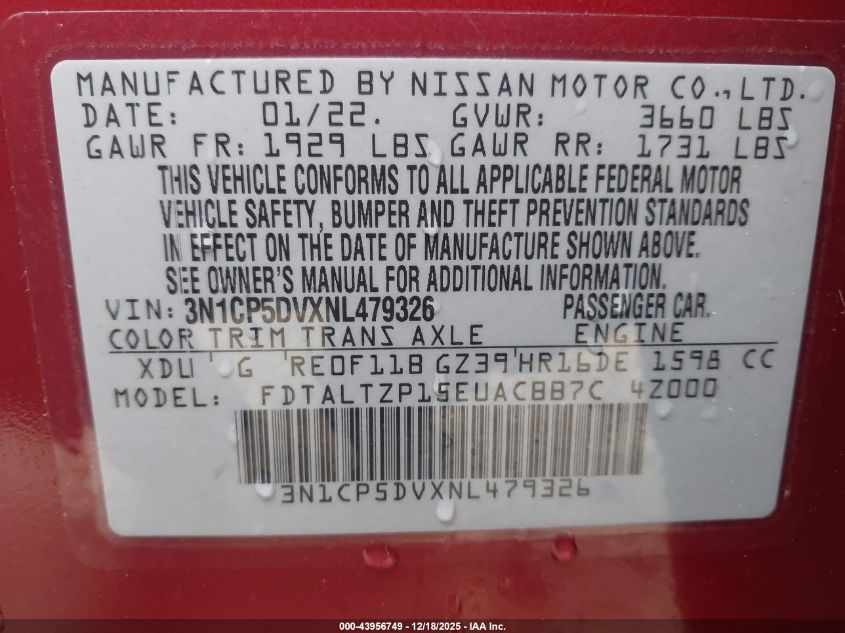 MANUFACTURED BY NISSAN MOTOR CO.,LTD.
DATE: 01/22. GVWR: 3660 LBS
GAWR FR: 1929 LBS GAWR RR: 1731 LBS
THIS VEHICLE CONFORMS TO ALL APPLICABLE FEDERAL MOTOR
VEHICLE SAFETY, BUMPER AND THEFT PREVENTION STANDARDS
IN EFFECT ON THE DATE OF MANUFACTURE SHOWN ABOVE.
SEE OWNER'S MANUAL FOR ADDITIONAL INFORMATION.
VIN: 3N1CP5DVXNL479326 PASSENGER CAR.
COLOR TRIM TRANS AXLE ENGINE
XDU G RE0F11B GZ39 HR16DE 1598 CC
MODEL: FDTALTZP15EUACBB7C 4Z000
3N1CP5DVXNL479326
000-43956749 - 12/18/2025 - IAA Inc.